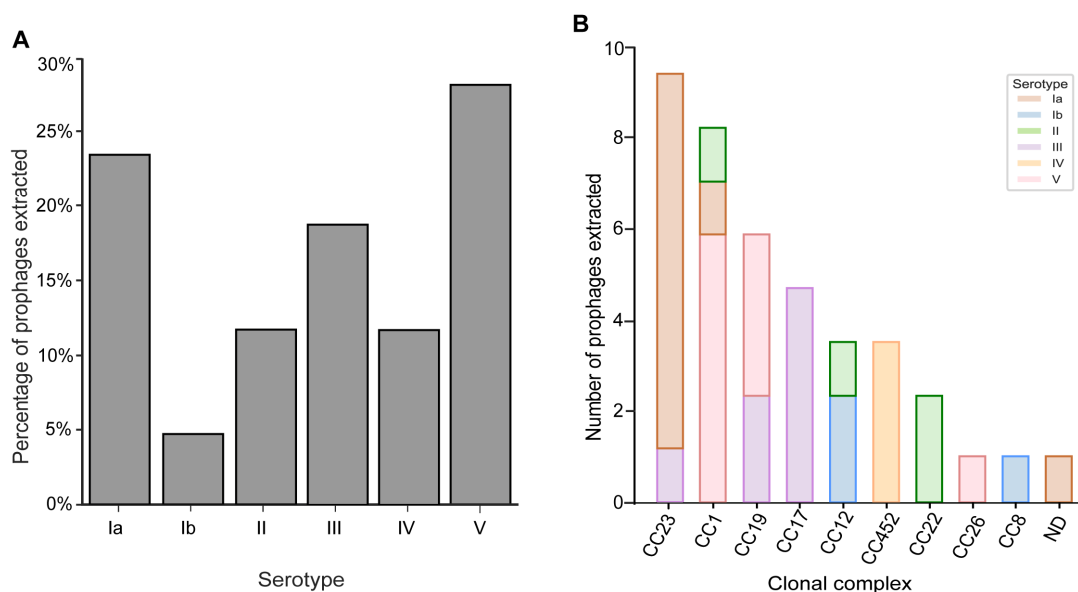 A
Percentage of prophages extracted
30%
25%
20%
15%
10%
5%
0%
Ia
Ib
II
III
IV
V
Serotype
B
Number of prophages extracted
10
8
6
4
2
0
Serotype
Ia
Ib
II
III
IV
V
CC23
CC1
CC19
CC17
CC12
CC452
CC22
CC26
CC8
ND
Clonal complex